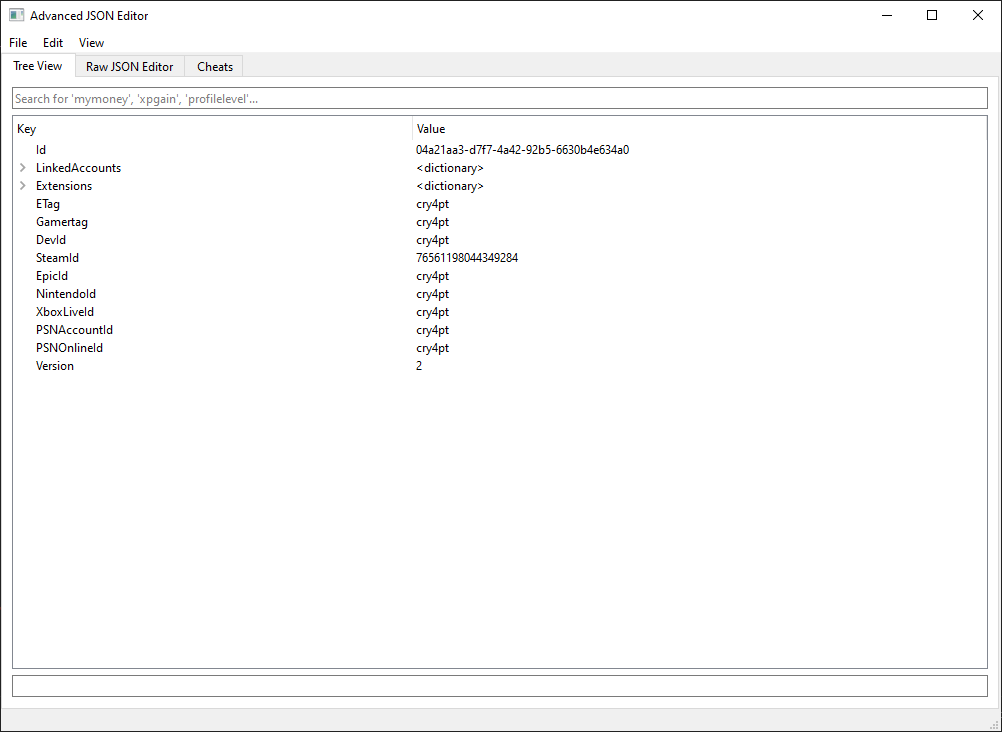 Advanced JSON Editor
File Edit View
Tree View Raw JSON Editor Cheats
Search for 'mymoney', 'xpgain', 'profilelevel'...
Key Value
Id 04a21aa3-d7f7-4a42-92b5-6630b4e634a0
LinkedAccounts <dictionary>
Extensions <dictionary>
ETag cry4pt
Gamertag cry4pt
DevId cry4pt
SteamId 76561198044349284
EpicId cry4pt
NintendoId cry4pt
XboxLiveId cry4pt
PSNAccountId cry4pt
PSNOnlineId cry4pt
Version 2